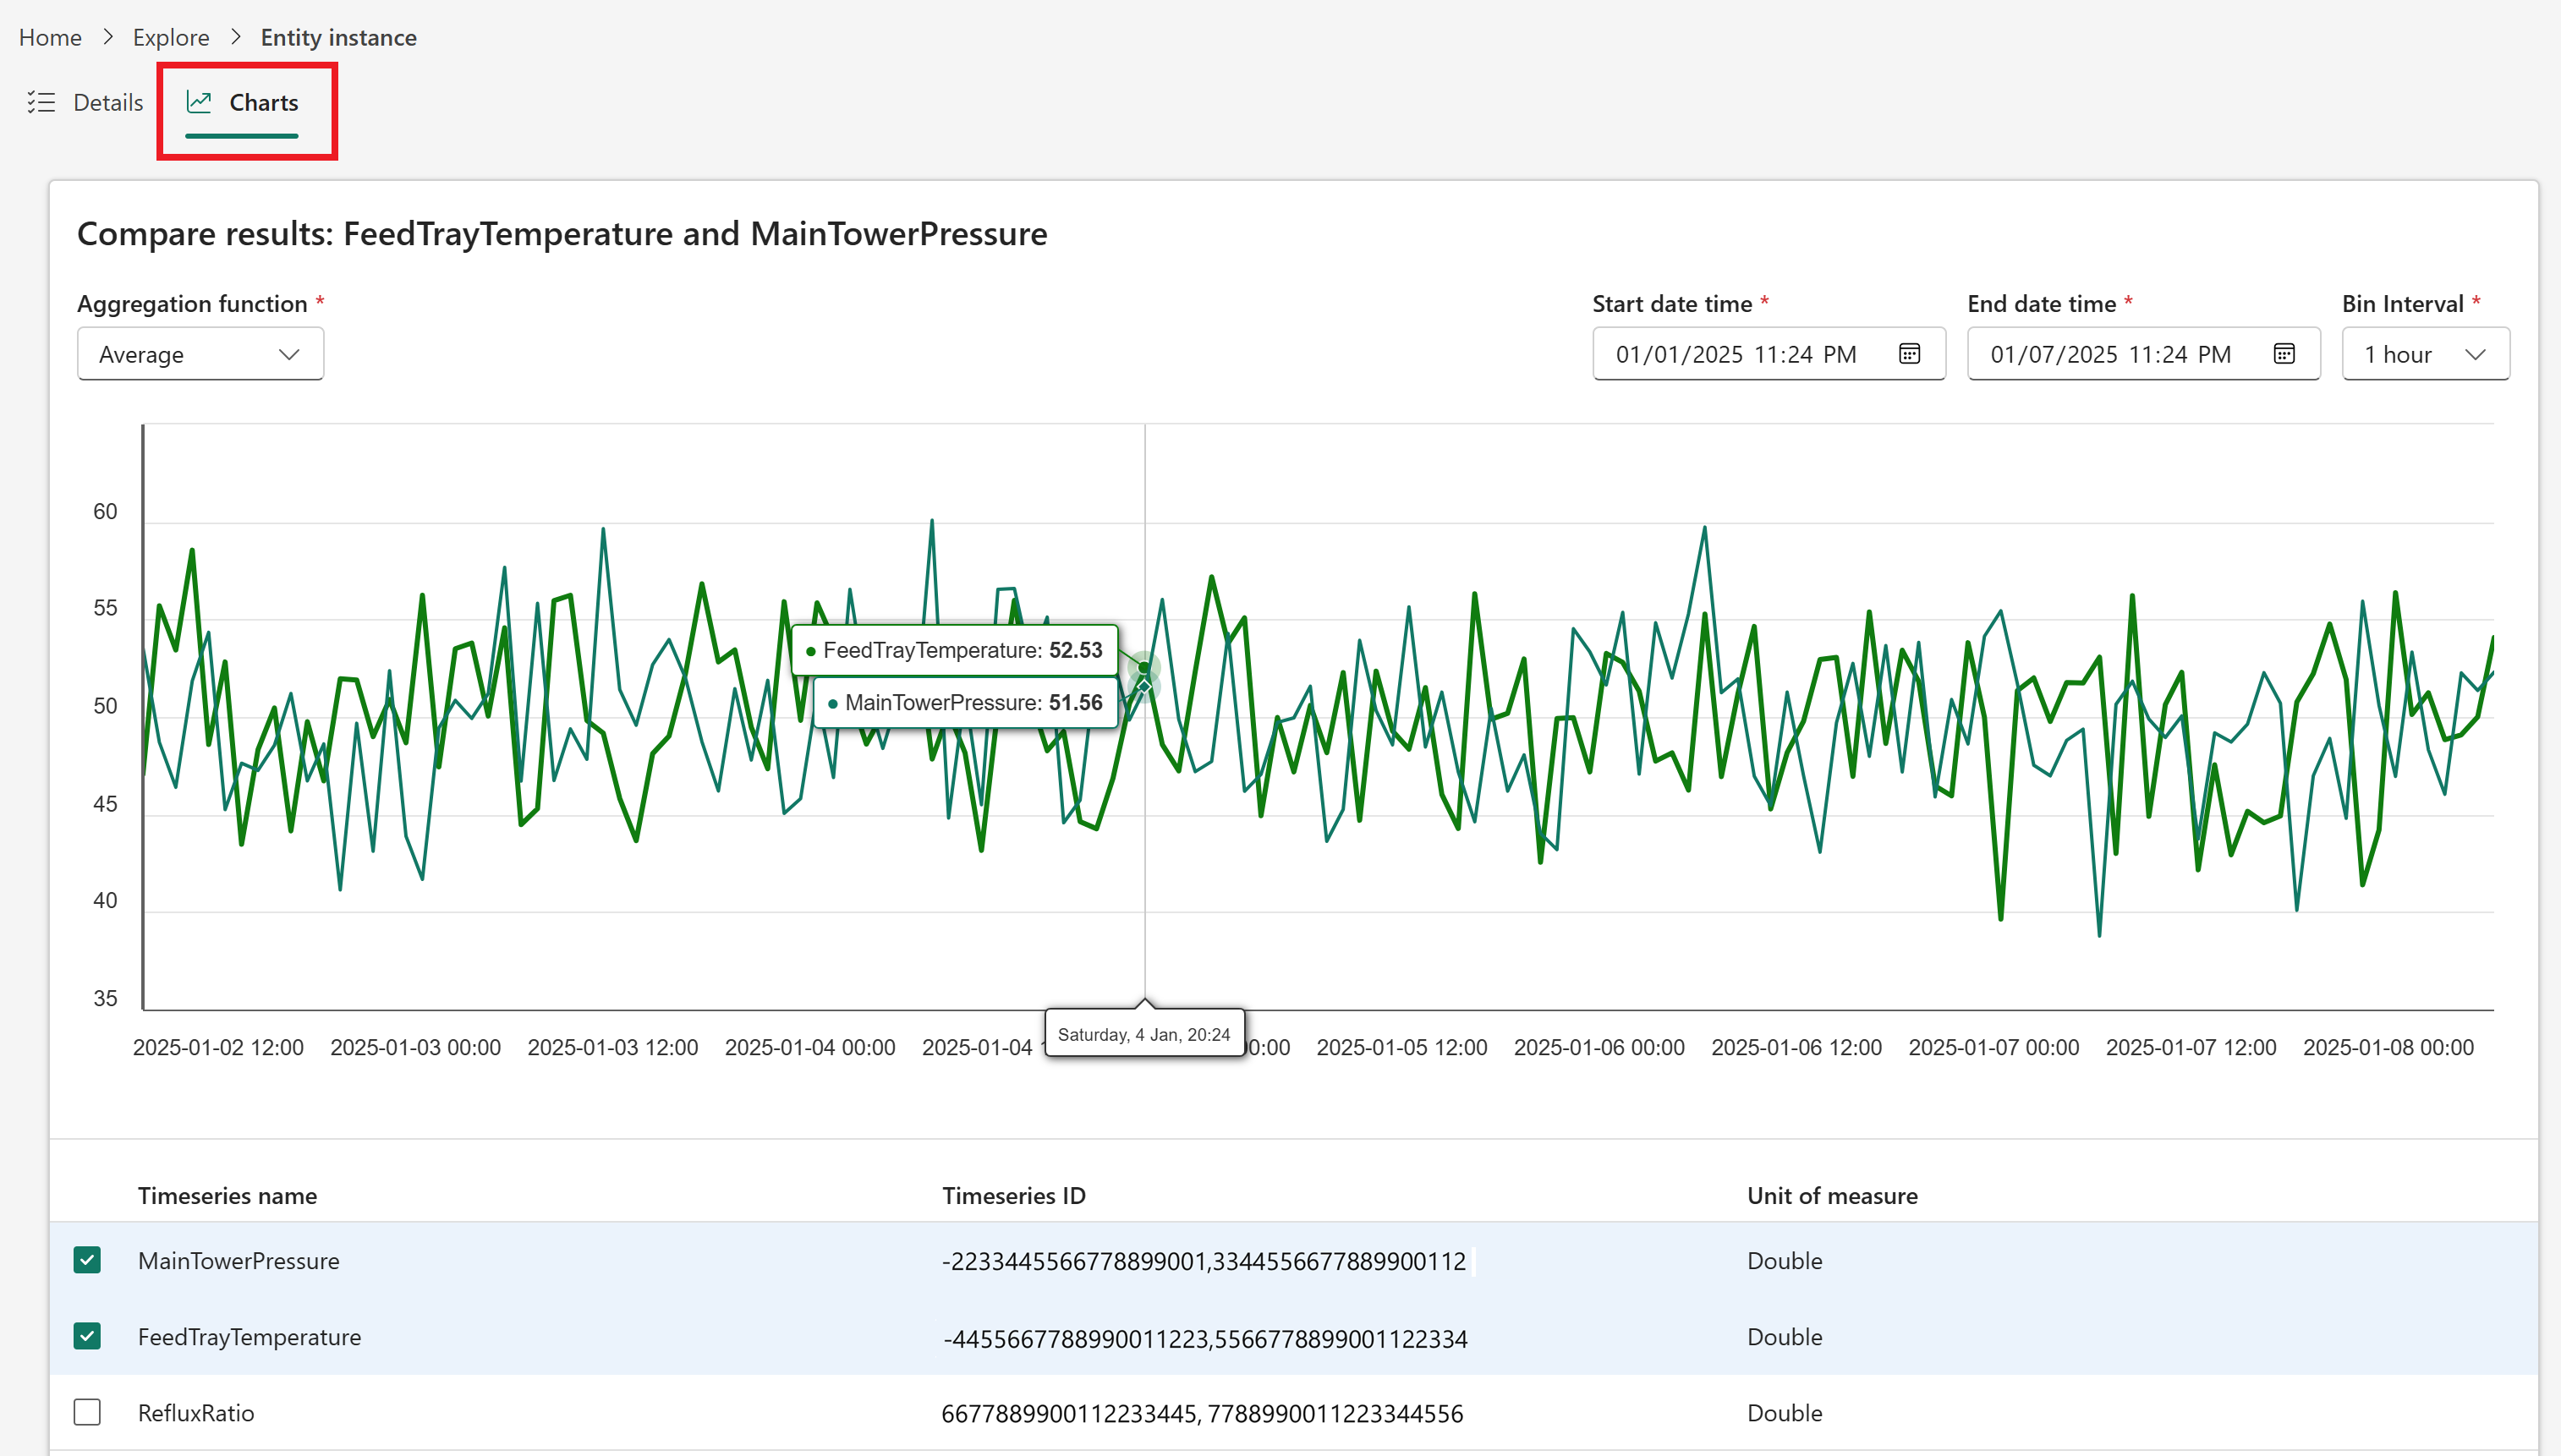 Home > Explore > Entity instance
Details Charts
Compare results: FeedTrayTemperature and MainTowerPressure
Aggregation function * Start date time * End date time * Bin Interval *
Average 01/01/2025 11:24 PM 01/07/2025 11:24 PM 1 hour
60
55
FeedTrayTemperature: 52.53
MainTowerPressure: 51.56
50
45
40
35
Saturday, 4 Jan, 20:24
2025-01-02 12:00 2025-01-03 00:00 2025-01-03 12:00 2025-01-04 00:00 2025-01-04 00:00 2025-01-05 12:00 2025-01-06 00:00 2025-01-06 12:00 2025-01-07 00:00 2025-01-07 12:00 2025-01-08 00:00
Timeseries name Timeseries ID Unit of measure
MainTowerPressure -2233445566778899001,3344556677889900112 Double
FeedTrayTemperature -4455667788990011223,5566778899001122334 Double
RefluxRatio 6677889900112233445, 7788990011223344556 Double